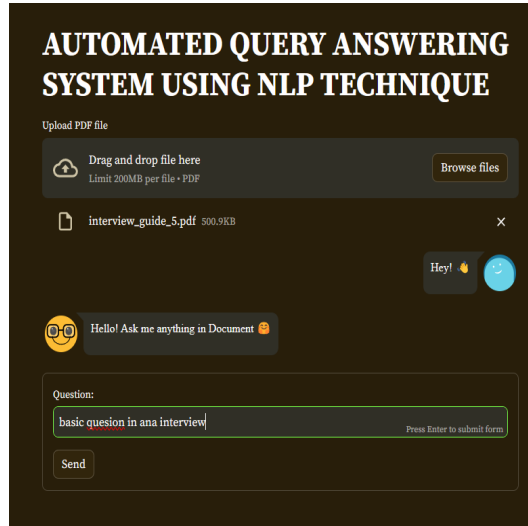 AUTOMATED QUERY ANSWERING
SYSTEM USING NLP TECHNIQUE
Upload PDF file
Drag and drop file here
Limit 200MB per file • PDF
Browse files
interview_guide_5.pdf 500.9KB
Hey! 👋
Hello! Ask me anything in Document 🤗
Question:
basic quesion in ana interview
Press Enter to submit form
Send